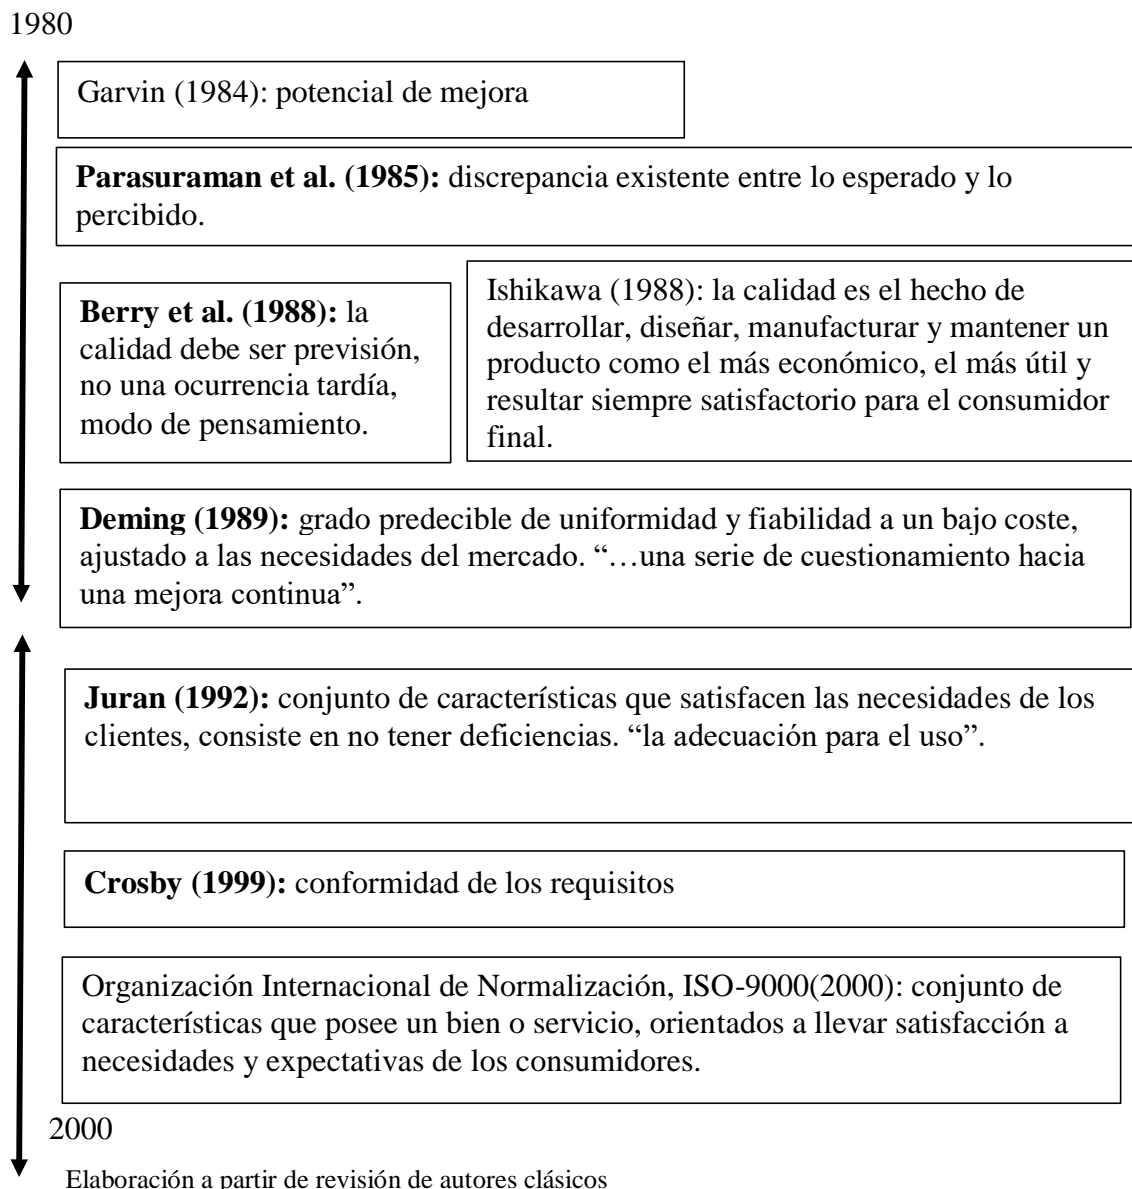 1980
Garvin (1984): potencial de mejora
Parasuraman et al. (1985): discrepancia existente entre lo esperado y lo
percibido.
Berry et al. (1988): la
calidad debe ser previsión,
no una ocurrencia tardía,
modo de pensamiento.
Ishikawa (1988): la calidad es el hecho de
desarrollar, diseñar, manufacturar y mantener un
producto como el más económico, el más útil y
resultar siempre satisfactorio para el consumidor
final.
Deming (1989): grado predecible de uniformidad y fiabilidad a un bajo coste,
ajustado a las necesidades del mercado. “…una serie de cuestionamiento hacia
una mejora continua”.
Juran (1992): conjunto de características que satisfacen las necesidades de los
clientes, consiste en no tener deficiencias. “la adecuación para el uso”.
Crosby (1999): conformidad de los requisitos
Organización Internacional de Normalización, ISO-9000(2000): conjunto de
características que posee un bien o servicio, orientados a llevar satisfacción a
necesidades y expectativas de los consumidores.
2000
Elaboración a partir de revisión de autores clásicos